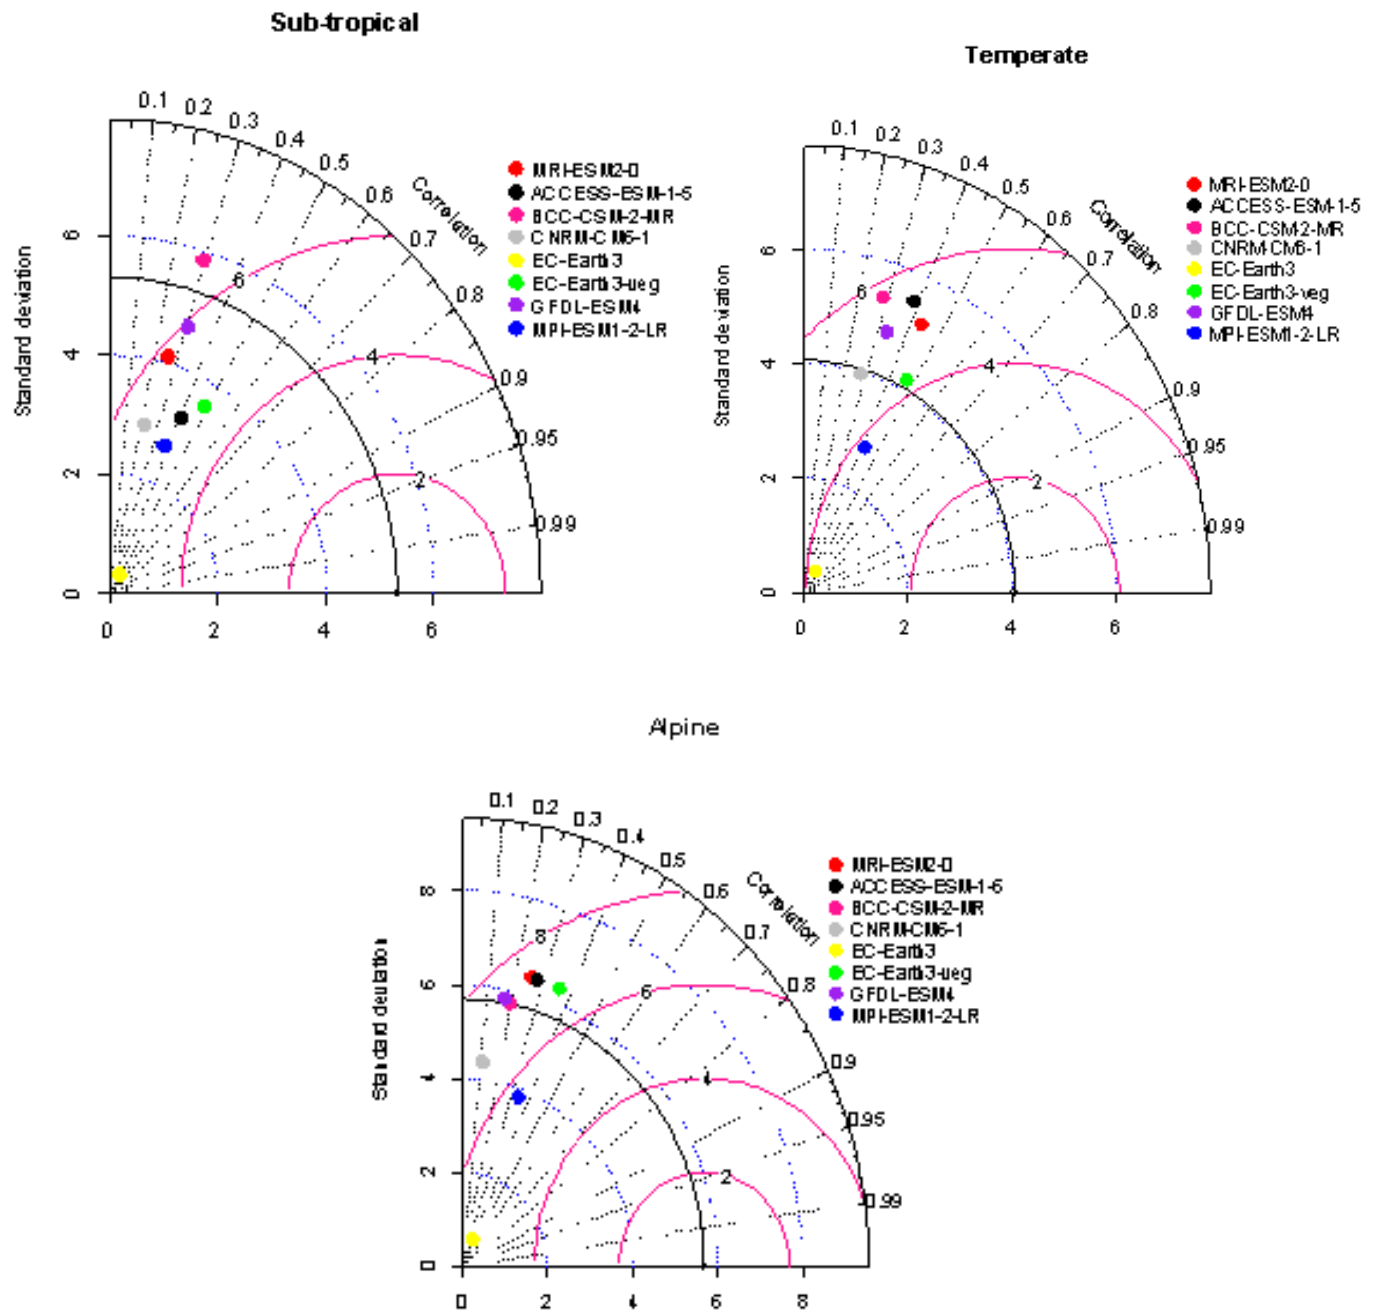 Sub-tropical
Temperate
Standard deviation
0.1
0.2
0.3
0.4
0.5
0.6
0.7
0.8
0.9
0.95
0.99
Correlation
6
4
2
0
6
4
2
0
2
4
6
MRI-ESM2-0
ACCESS-ESM-1-5
BCC-CSM-2-MR
CNRM-CM6-1
EC-Earth3
EC-Earth3-veg
GFDL-ESM4
MPI-ESM1-2-LR
Standard deviation
0.1
0.2
0.3
0.4
0.5
0.6
0.7
0.8
0.9
0.95
0.99
Correlation
6
4
2
0
6
4
2
0
2
4
6
MRI-ESM2-0
ACCESS-ESM-1-5
BCC-CSM2-MR
CNRM-CM6-1
EC-Earth3
EC-Earth3-veg
GFDL-ESM4
MPI-ESM1-2-LR
Alpine
Standard deviation
0.1
0.2
0.3
0.4
0.5
0.6
0.7
0.8
0.9
0.95
0.99
Correlation
8
6
4
2
0
8
6
4
2
0
2
4
6
8
MRI-ESM2-0
ACCESS-ESM-1-5
BCC-CSM-2-MR
CNRM-CM6-1
EC-Earth3
EC-Earth3-veg
GFDL-ESM4
MPI-ESM1-2-LR